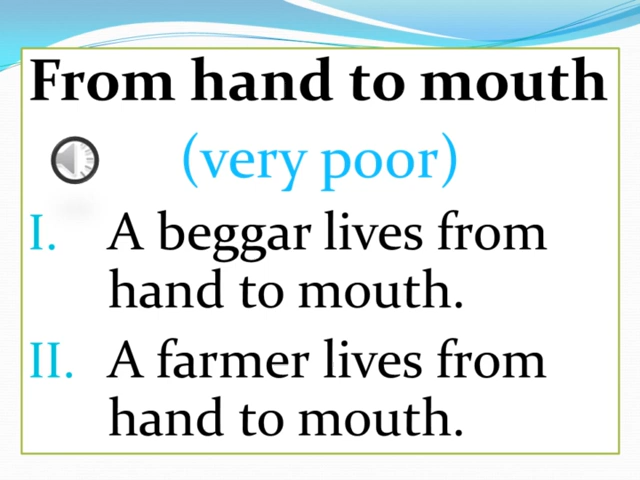 From hand to mouth
(very poor)
I. A beggar lives from
hand to mouth.
II. A farmer lives from
hand to mouth.